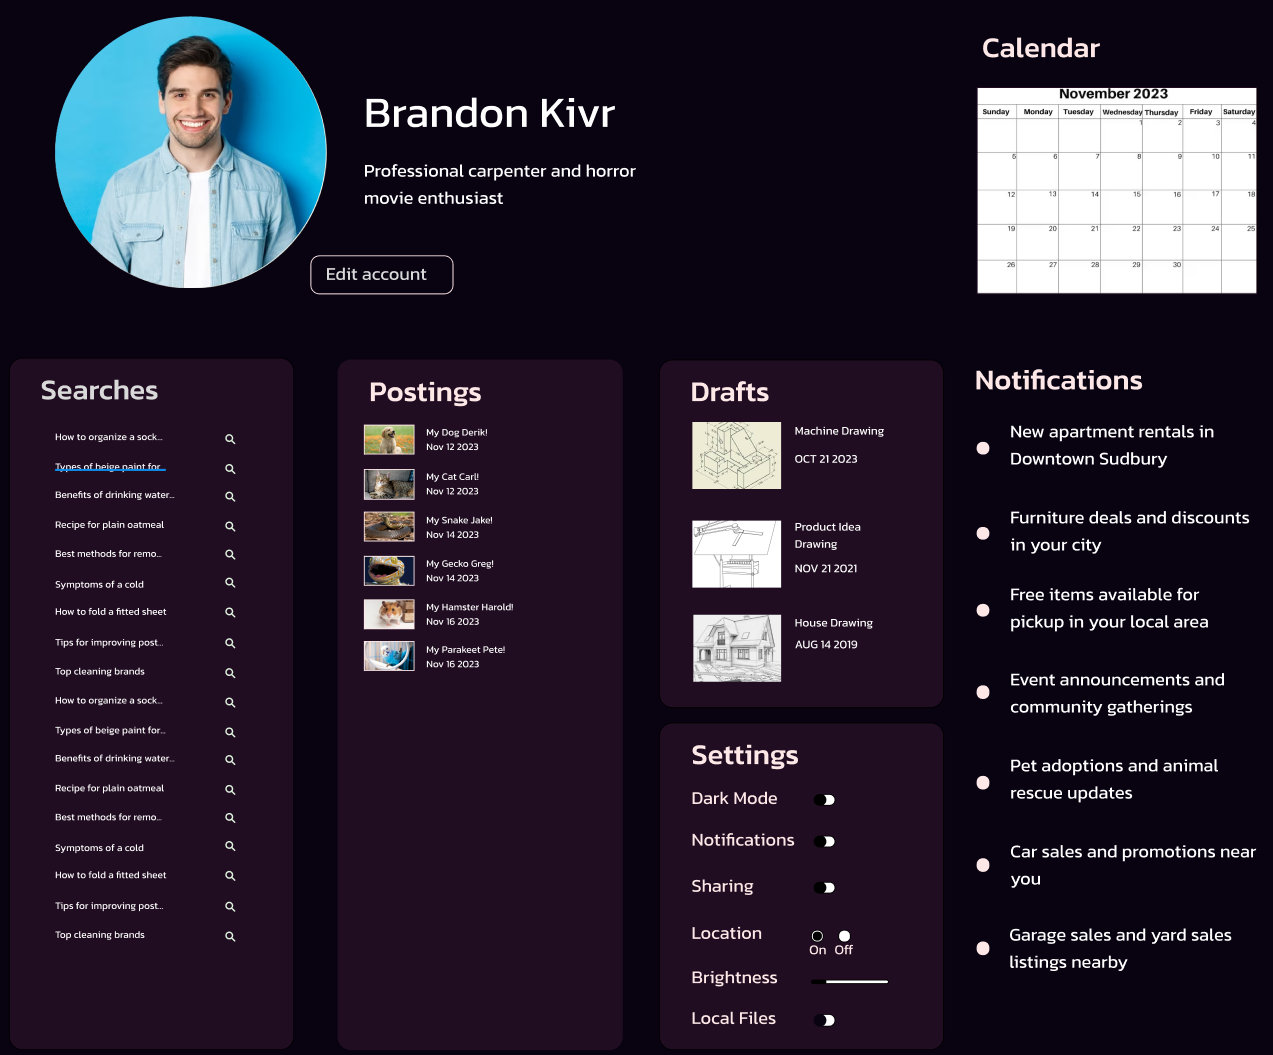 Brandon Kivr
Professional carpenter and horror
movie enthusiast
Edit account
Calendar
November 2023
Sunday Monday Tuesday Wednesday Thursday Friday Saturday
1 2 3 4
5 6 7 8 9 10 11
12 13 14 15 16 17 18
19 20 21 22 23 24 25
26 27 28 29 30
Searches
How to organize a sock...
Types of beige paint for...
Benefits of drinking water...
Recipe for plain oatmeal
Best methods for remo...
Symptoms of a cold
How to fold a fitted sheet
Tips for improving post...
Top cleaning brands
How to organize a sock...
Types of beige paint for...
Benefits of drinking water...
Recipe for plain oatmeal
Best methods for remo...
Symptoms of a cold
How to fold a fitted sheet
Tips for improving post...
Top cleaning brands
Postings
My Dog Derik!
Nov 12 2023
My Cat Carl!
Nov 12 2023
My Snake Jake!
Nov 14 2023
My Gecko Greg!
Nov 14 2023
My Hamster Harold!
Nov 16 2023
My Parakeet Pete!
Nov 16 2023
Drafts
Machine Drawing
OCT 21 2023
Product Idea
Drawing
NOV 21 2021
House Drawing
AUG 14 2019
Settings
Dark Mode
Notifications
Sharing
Location
On Off
Brightness
Local Files
Notifications
New apartment rentals in
Downtown Sudbury
Furniture deals and discounts
in your city
Free items available for
pickup in your local area
Event announcements and
community gatherings
Pet adoptions and animal
rescue updates
Car sales and promotions near
you
Garage sales and yard sales
listings nearby